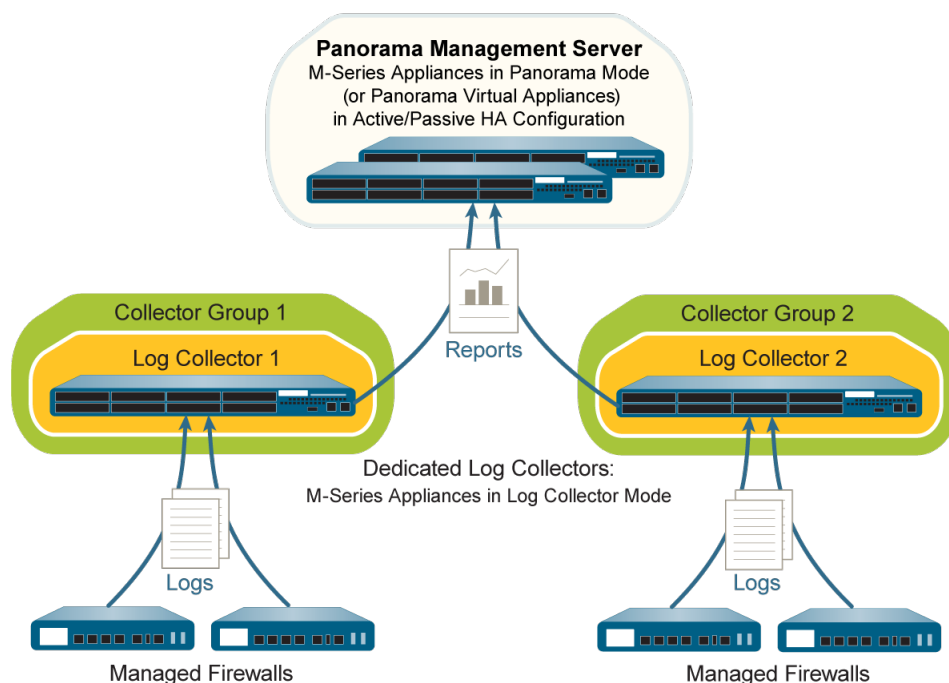 Panorama Management Server
M-Series Appliances in Panorama Mode
(or Panorama Virtual Appliances)
in Active/Passive HA Configuration
Collector Group 1
Log Collector 1
Reports
Collector Group 2
Log Collector 2
Dedicated Log Collectors:
M-Series Appliances in Log Collector Mode
Logs
Logs
Managed Firewalls
Managed Firewalls